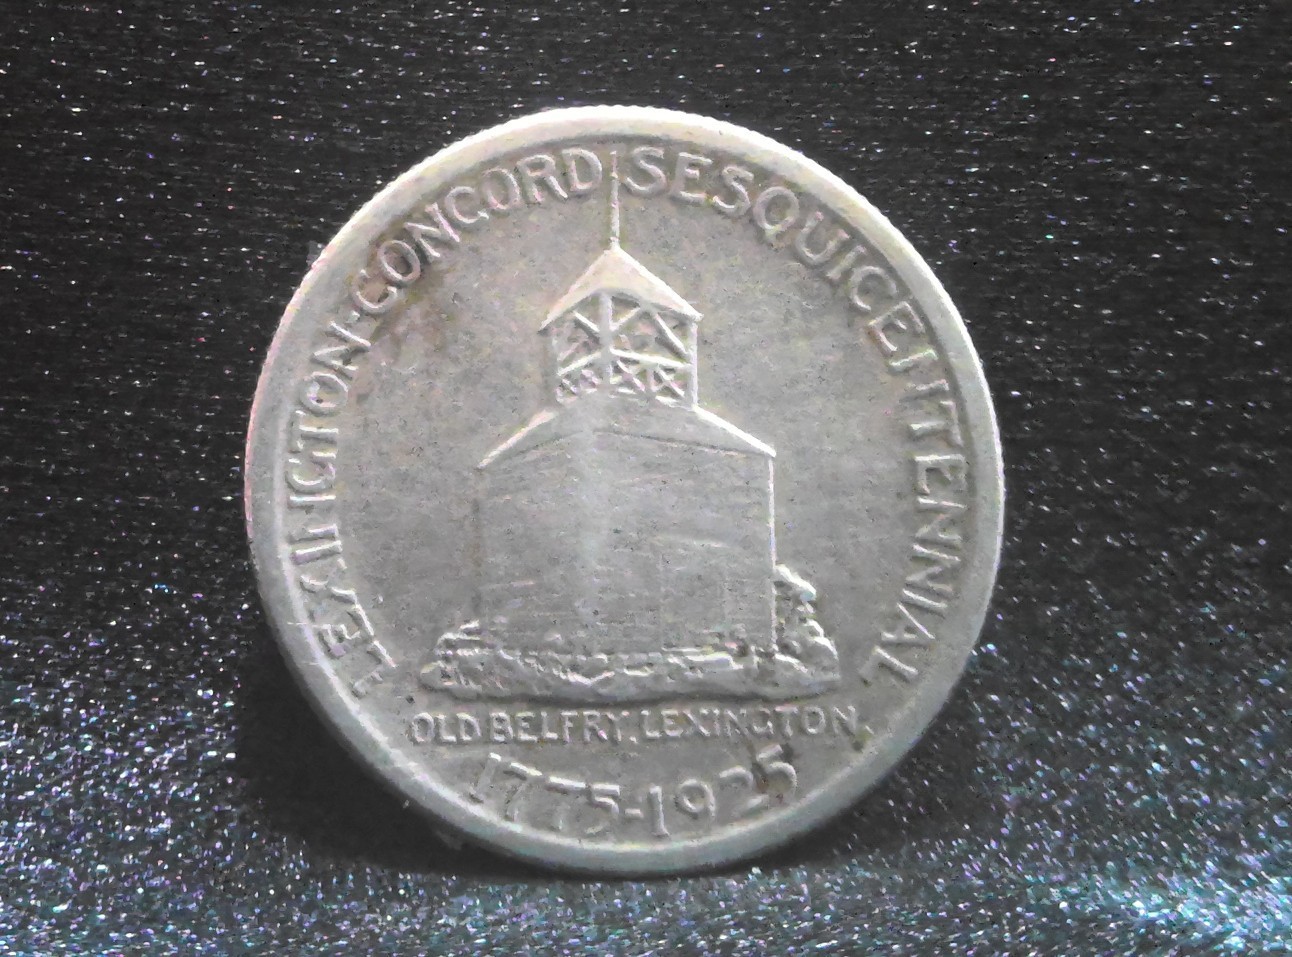 LEXINGTON-CONCORD SESQUICENTENNIAL
OLD BELFRY, LEXINGTON
1775-1925